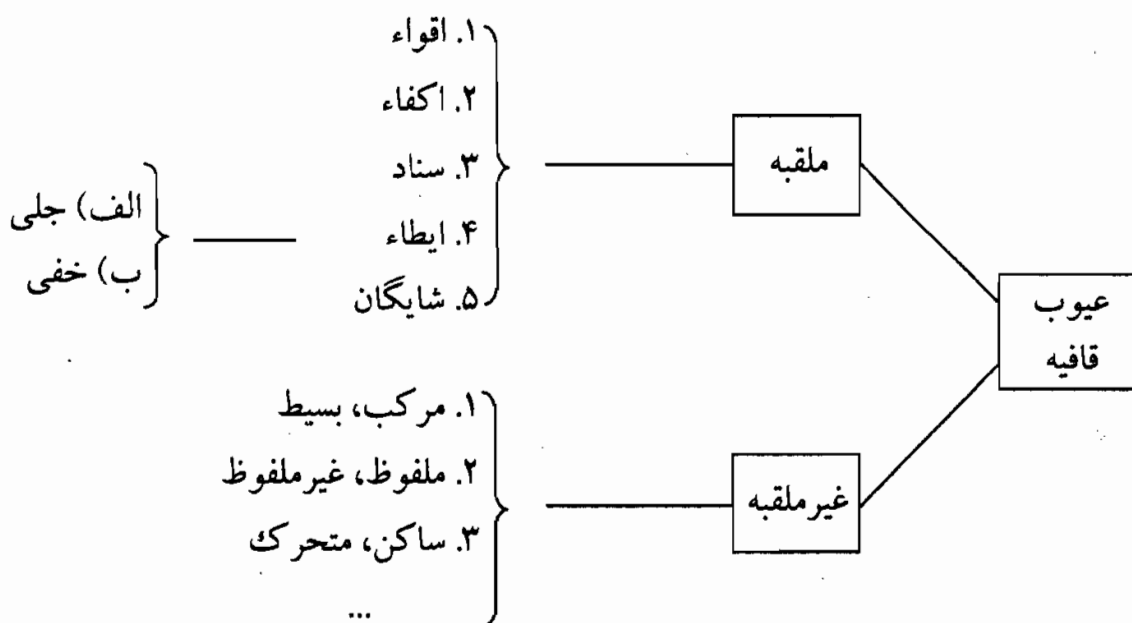 عیوب
قافیه
ملقبه
۱. اقواء
۲. اکفاء
۳. سناد
۴. ایطاء
۵. شایگان
الف) جلی
ب) خفی
غیرملقبه
۱. مرکب، بسیط
۲. ملفوظ، غیرملفوظ
۳. ساکن، متحرک
...